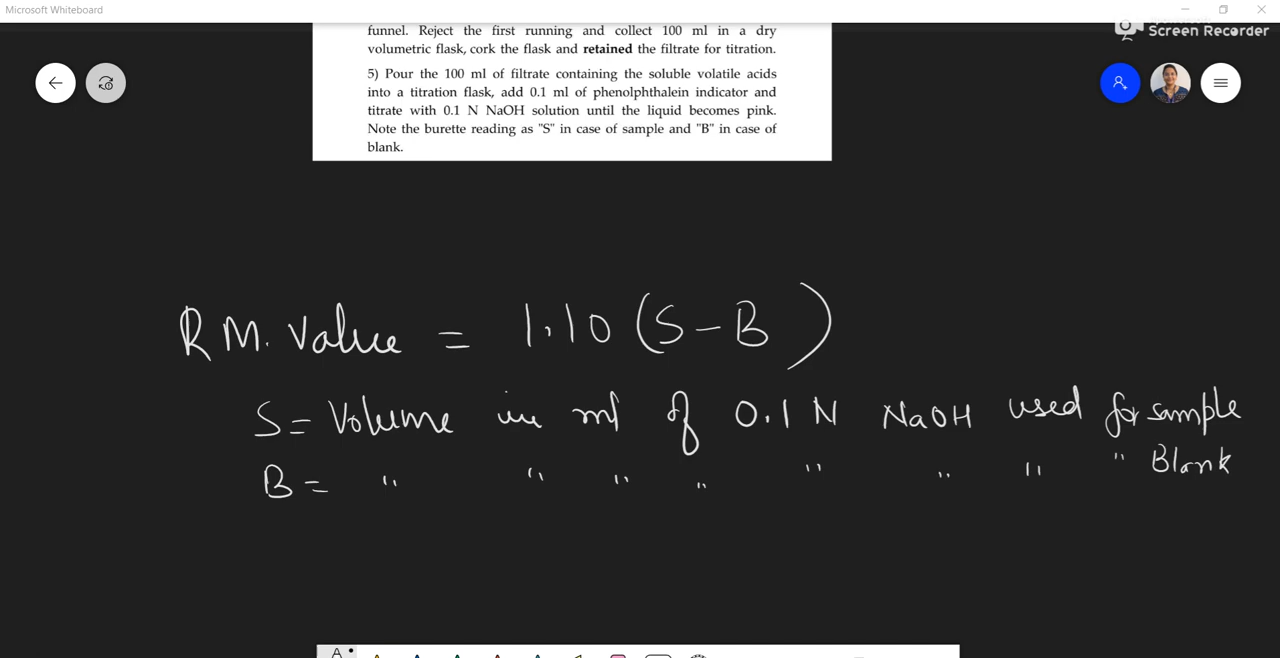 Microsoft Whiteboard
Screen Recorder
funnel. Reject the first running and collect 100 ml in a dry
volumetric flask, cork the flask and retained the filtrate for titration.
5) Pour the 100 ml of filtrate containing the soluble volatile acids
into a titration flask, add 0.1 ml of phenolphthalein indicator and
titrate with 0.1 N NaOH solution until the liquid becomes pink.
Note the burette reading as "S" in case of sample and "B" in case of
blank.
R M. Value = 1.10 (S - B)
S = Volume in ml of 0.1 N NaOH used for sample
B = " " " " " " " " Blank
A